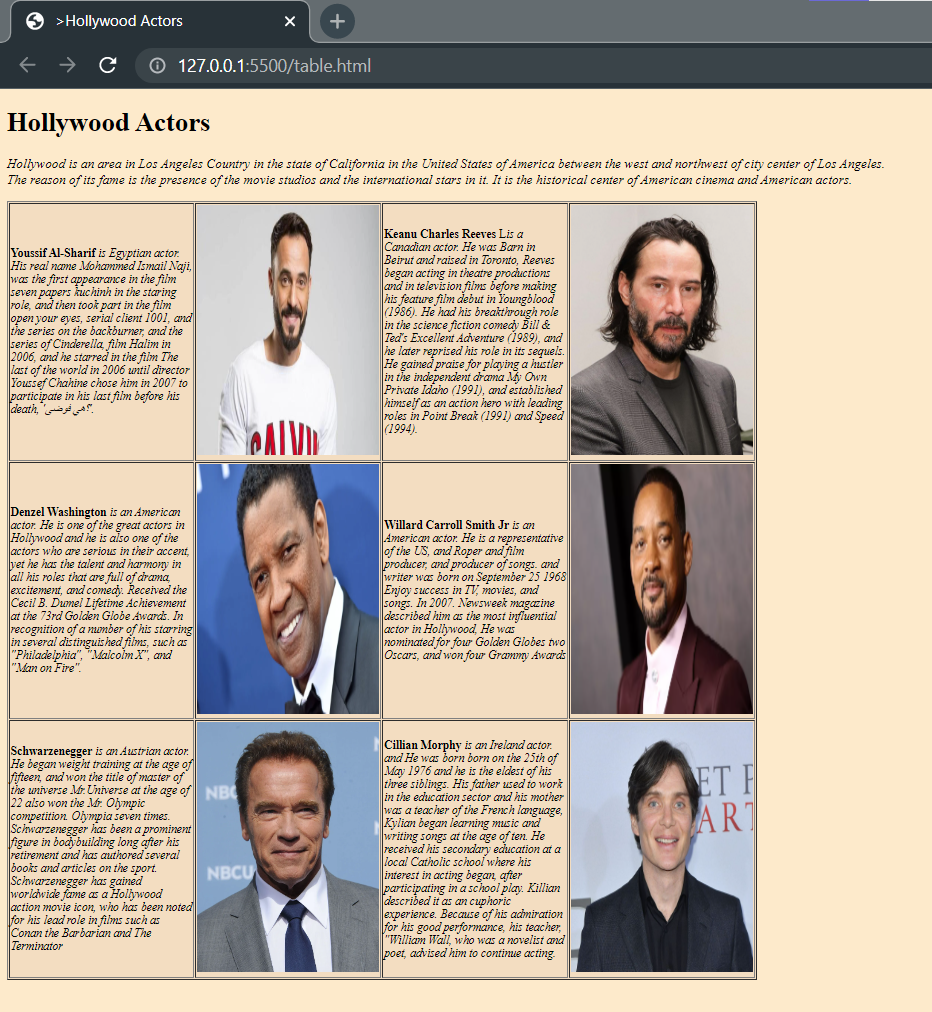 >Hollywood Actors
127.0.0.1:5500/table.html
Hollywood Actors
Hollywood is an area in Los Angeles Country in the state of California in the United States of America between the west and northwest of city center of Los Angeles.
The reason of its fame is the presence of the movie studios and the international stars in it. It is the historical center of American cinema and American actors.
Youssif Al-Sharif is Egyptian actor.
His real name Mohammed Ismail Naji,
was the first appearance in the film
seven papers kuchinh in the staring
role, and then took part in the film
open your eyes, serial client 1001, and
the series on the backburner, and the
series of Cinderella, film Halim in
2006, and he starred in the film The
last of the world in 2006 until director
Youssef Chahine chose him in 2007 to
participate in his last film before his
death, "هي فوضى؟".
CALVIN
Keanu Charles Reeves Lis a
Canadian actor. He was Barn in
Beirut and raised in Toronto, Reeves
began acting in theatre productions
and in television films before making
his feature film debut in Youngblood
(1986). He had his breakthrough role
in the science fiction comedy Bill &
Ted's Excellent Adventure (1989), and
he later reprised his role in its sequels.
He gained praise for playing a hustler
in the independent drama My Own
Private Idaho (1991), and established
himself as an action hero with leading
roles in Point Break (1991) and Speed
(1994).
Denzel Washington is an American
actor. He is one of the great actors in
Hollywood and he is also one of the
actors who are serious in their accent,
yet he has the talent and harmony in
all his roles that are full of drama,
excitement, and comedy. Received the
Cecil B. Dumel Lifetime Achievement
at the 73rd Golden Globe Awards. In
recognition of a number of his starring
in several distinguished films, such as
"Philadelphia", "Malcolm X", and
"Man on Fire".
Willard Carroll Smith Jr is an
American actor. He is a representative
of the US, and Roper and film
producer, and producer of songs. and
writer was born on September 25 1968
Enjoy success in TV, movies, and
songs. In 2007. Newsweek magazine
described him as the most influential
actor in Hollywood, He was
nominated for four Golden Globes two
Oscars, and won four Grammy Awards
Schwarzenegger is an Austrian actor.
He began weight training at the age of
fifteen, and won the title of master of
the universe Mr.Universe at the age of
22 also won the Mr. Olympic
competition. Olympia seven times.
Schwarzenegger has been a prominent
figure in bodybuilding long after his
retirement and has authored several
books and articles on the sport.
Schwarzenegger has gained
worldwide fame as a Hollywood
action movie icon, who has been noted
for his lead role in films such as
Conan the Barbarian and The
Terminator
NBC
NBCU
Cillian Morphy is an Ireland actor.
and He was born born on the 25th of
May 1976 and he is the eldest of his
three siblings. His father used to work
in the education sector and his mother
was a teacher of the French language,
Kylian began learning music and
writing songs at the age of ten. He
received his secondary education at a
local Catholic school where his
interest in acting began, after
participating in a school play. Killian
described it as an euphoric
experience. Because of his admiration
for his good performance, his teacher,
"William Wall, who was a novelist and
poet, advised him to continue acting.
ET P
ART